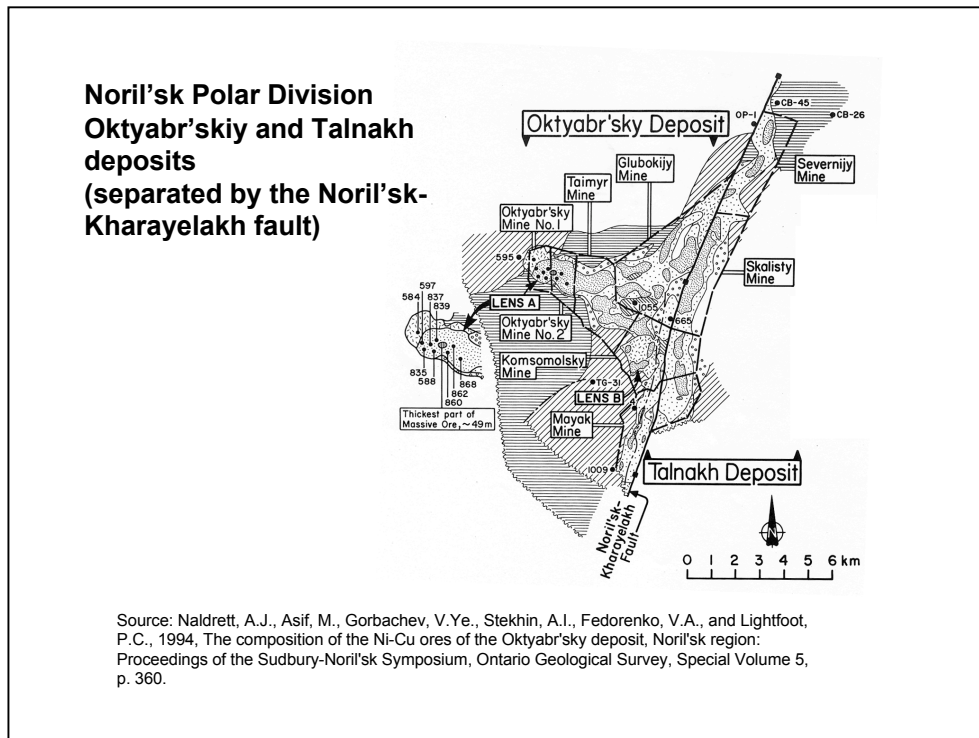 Noril'sk Polar Division
Oktyabr'skiy and Talnakh
deposits
(separated by the Noril'sk-
Kharayelakh fault)
CB-45
OP-1
CB-26
Oktyabr'sky Deposit
Glubokij
Mine
Severnij
Mine
Taimyr
Mine
Oktyabr'sky
Mine No.1
595
Skalisty
Mine
597
584
837
839
LENS A
1055
665
Oktyabr'sky
Mine No.2
Komsomolsky
Mine
835
588
868
862
860
TG-31
LENS B
4
Thickest part of
Massive Ore, ~49m
Mayak
Mine
1009
Talnakh Deposit
Noril'sk-
Kharayelakh
Fault
N
0 1 2 3 4 5 6 km
Source: Naldrett, A.J., Asif, M., Gorbachev, V.Ye., Stekhin, A.I., Fedorenko, V.A., and Lightfoot,
P.C., 1994, The composition of the Ni-Cu ores of the Oktyabr'sky deposit, Noril'sk region:
Proceedings of the Sudbury-Noril'sk Symposium, Ontario Geological Survey, Special Volume 5,
p. 360.